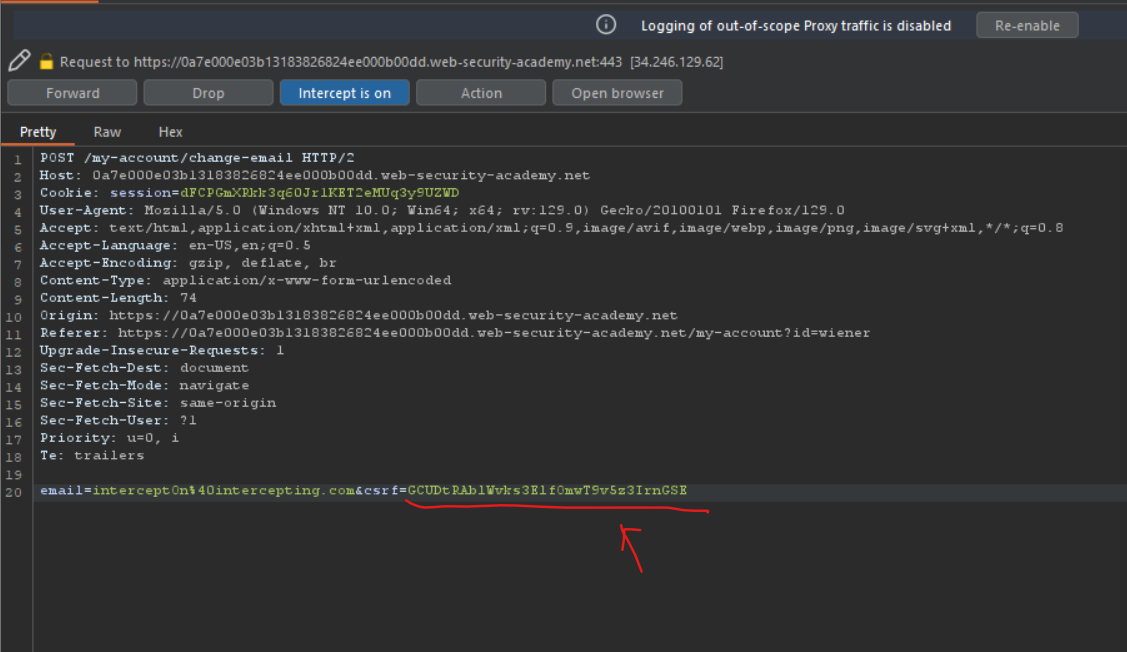 Logging of out-of-scope Proxy traffic is disabled Re-enable
Request to https://0a7e000e03b13183826824ee000b00dd.web-security-academy.net:443 [34.246.129.62]
Forward Drop Intercept is on Action Open browser
Pretty Raw Hex
1 POST /my-account/change-email HTTP/2
2 Host: 0a7e000e03b13183826824ee000b00dd.web-security-academy.net
3 Cookie: session=
4 User-Agent: Mozilla/5.0 (Windows NT 10.0; Win64; x64; rv:129.0) Gecko/20100101 Firefox/129.0
5 Accept: text/html,application/xhtml+xml,application/xml;q=0.9,image/avif,image/webp,image/png,image/svg+xml,*/*;q=0.8
6 Accept-Language: en-US,en;q=0.5
7 Accept-Encoding: gzip, deflate, br
8 Content-Type: application/x-www-form-urlencoded
9 Content-Length: 74
10 Origin: https://0a7e000e03b13183826824ee000b00dd.web-security-academy.net
11 Referer: https://0a7e000e03b13183826824ee000b00dd.web-security-academy.net/my-account?id=wiener
12 Upgrade-Insecure-Requests: 1
13 Sec-Fetch-Dest: document
14 Sec-Fetch-Mode: navigate
15 Sec-Fetch-Site: same-origin
16 Sec-Fetch-User: ?1
17 Priority: u=0, i
18 Te: trailers
19
20 email=interceptOn%40intercepting.com&csrf=